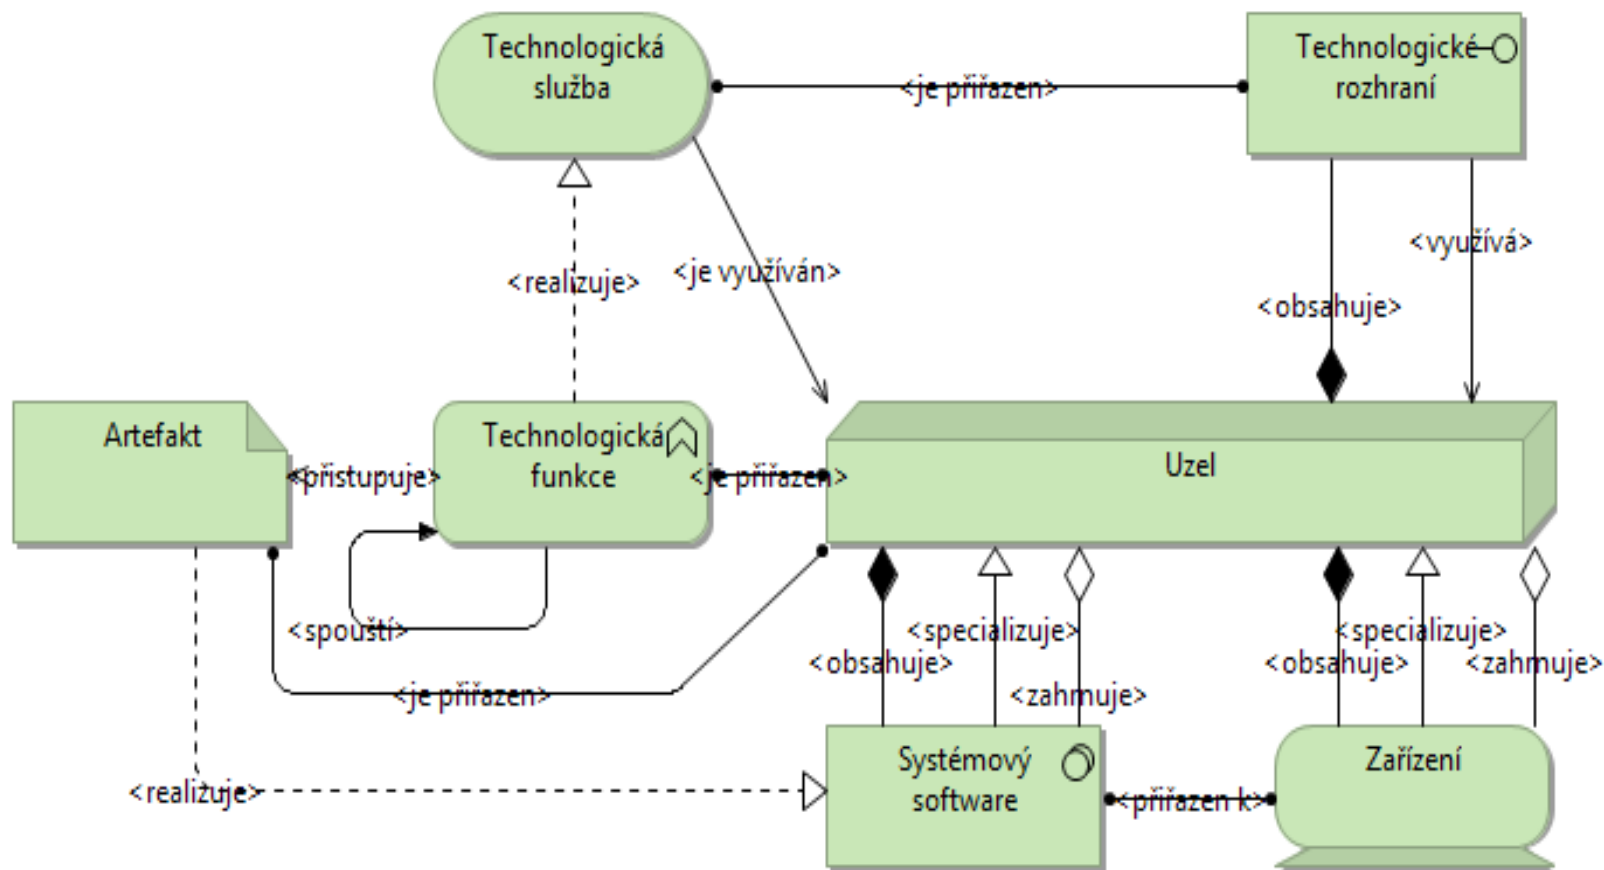 Technologická
služba
<je přiřazen>
Technologické
rozhraní
<využívá>
<je využíván>
<realizuje>
<obsahuje>
Artefakt
<přistupuje>
Technologická
funkce
<je přiřazen>
Uzel
<spouští>
<specializuje>
<specializuje>
<obsahuje>
<obsahuje>
<zahrnuje>
<je přiřazen>
<zahrnuje>
Systémový
software
Zařízení
<realizuje>
<přiřazen k>